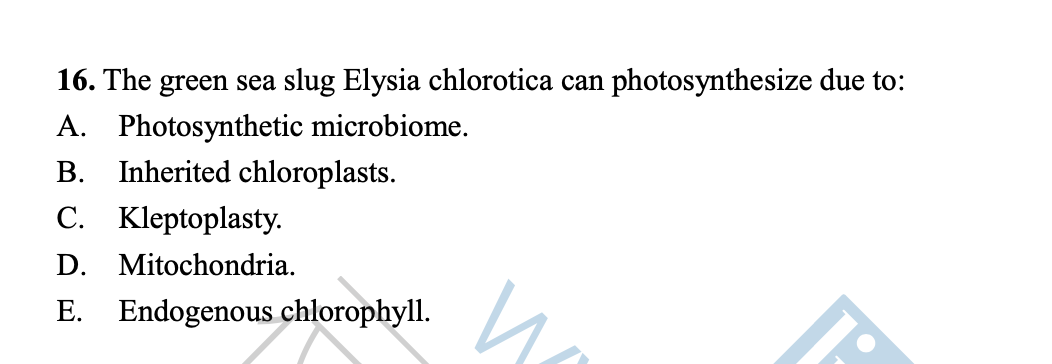 16. The green sea slug Elysia chlorotica can photosynthesize due to:
A. Photosynthetic microbiome.
B. Inherited chloroplasts.
C. Kleptoplasty.
D. Mitochondria.
E. Endogenous chlorophyll.